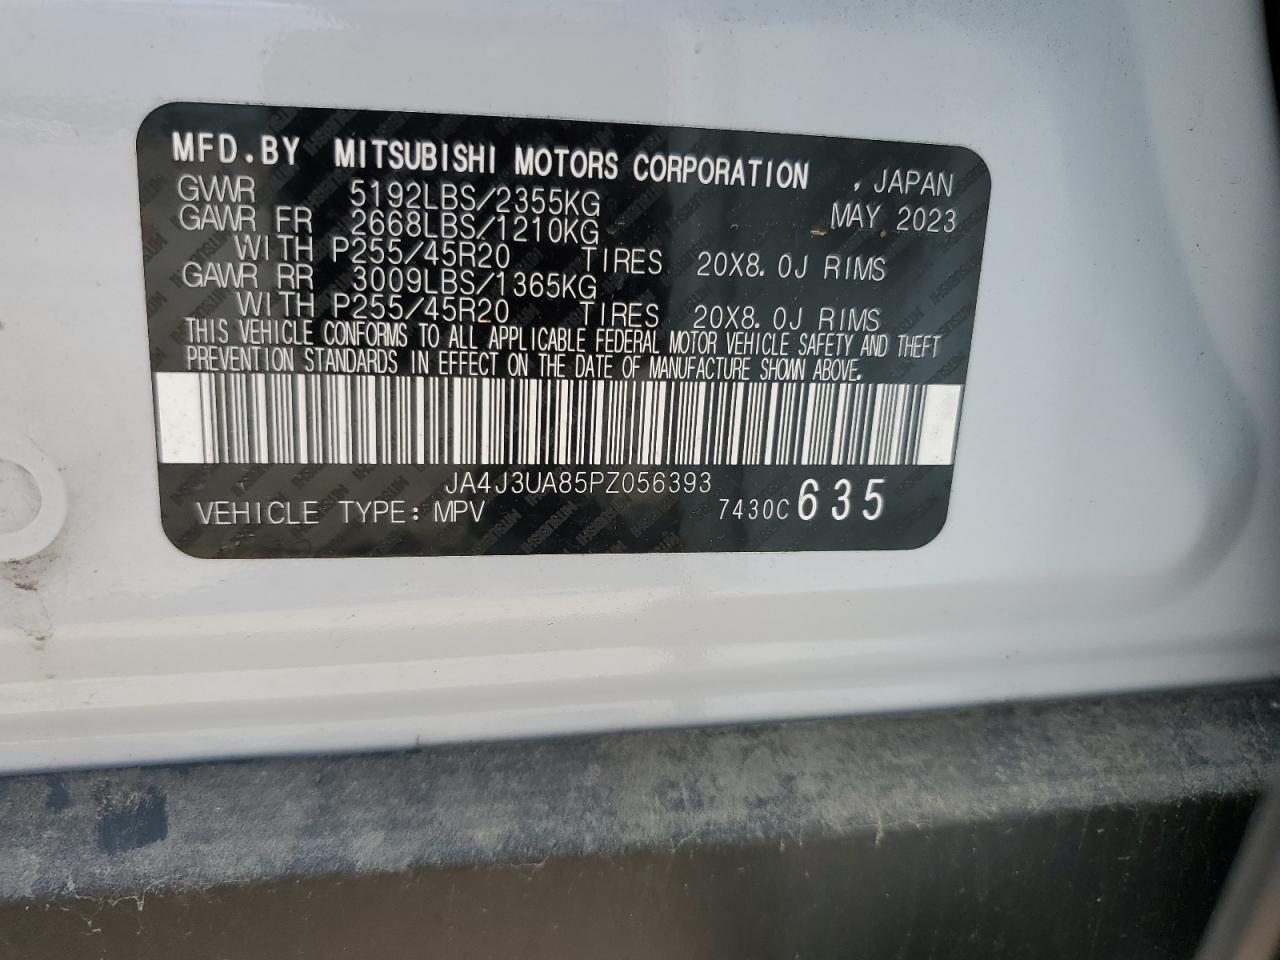 MFD.BY MITSUBISHI MOTORS CORPORATION , JAPAN
GVWR 5192LBS/2355KG MAY 2023
GAWR FR 2668LBS/1210KG
WITH P255/45R20 TIRES 20X8.0J RIMS
GAWR RR 3009LBS/1365KG
WITH P255/45R20 TIRES 20X8.0J RIMS
THIS VEHICLE CONFORMS TO ALL APPLICABLE FEDERAL MOTOR VEHICLE SAFETY AND THEFT
PREVENTION STANDARDS IN EFFECT ON THE DATE OF MANUFACTURE SHOWN ABOVE.
JA4J3UA85PZ056393
VEHICLE TYPE: MPV 7430C 635